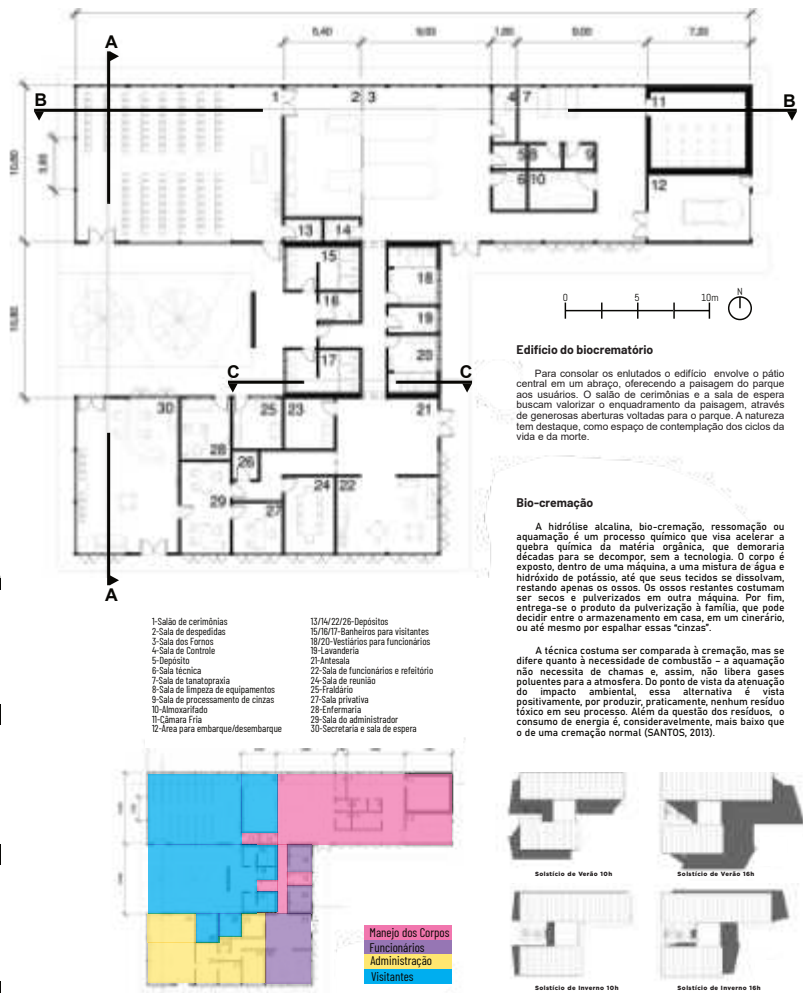 A
5,40
9,00
1,80
9,00
7,20
B
B
1
2
3
4
7
11
5
8
9
6
10
12
13
14
15
16
17
18
19
20
C
C
30
25
23
21
28
26
29
27
24
22
A
0
5
10m
N
Edifício do biocrematório
Para consolar os enlutados o edifício envolve o pátio
central em um abraço, oferecendo a paisagem do parque
aos usuários. O salão de cerimônias e a sala de espera
buscam valorizar o enquadramento da paisagem, através
de generosas aberturas voltadas para o parque. A natureza
tem destaque, como espaço de contemplação dos ciclos da
vida e da morte.
Bio-cremação
A hidrólise alcalina, bio-cremação, ressomação ou
aquamação é um processo químico que visa acelerar a
quebra química da matéria orgânica, que demoraria
décadas para se decompor, sem a tecnologia. O corpo é
exposto, dentro de uma máquina, a uma mistura de água e
hidróxido de potássio, até que seus tecidos se dissolvam,
restando apenas os ossos. Os ossos restantes costumam
ser secos e pulverizados em outra máquina. Por fim,
entrega-se o produto da pulverização à família, que pode
decidir entre o armazenamento em casa, em um cinerário,
ou até mesmo por espalhar essas "cinzas".
A técnica costuma ser comparada à cremação, mas se
difere quanto à necessidade de combustão – a aquamação
não necessita de chamas e, assim, não libera gases
poluentes para a atmosfera. Do ponto de vista da atenuação
do impacto ambiental, essa alternativa é vista
positivamente, por produzir, praticamente, nenhum resíduo
tóxico em seu processo. Além da questão dos resíduos, o
consumo de energia é, consideravelmente, mais baixo que
o de uma cremação normal (SANTOS, 2013).
1-Salão de cerimônias
2-Sala de despedidas
3-Sala dos Fornos
4-Sala de Controle
5-Depósito
6-Sala técnica
7-Sala de tanatopraxia
8-Sala de limpeza de equipamentos
9-Sala de processamento de cinzas
10-Almoxarifado
11-Câmara Fria
12-Área para embarque/desembarque
13/14/22/26-Depósitos
15/16/17-Banheiros para visitantes
18/20-Vestiários para funcionários
19-Lavanderia
21-Antesala
22-Sala de funcionários e refeitório
24-Sala de reunião
25-Fraldário
27-Sala privativa
28-Enfermaria
29-Sala do administrador
30-Secretaria e sala de espera
Manejo dos Corpos
Funcionários
Administração
Visitantes
Solstício de Verão 10h
Solstício de Verão 16h
Solstício de Inverno 10h
Solstício de Inverno 16h